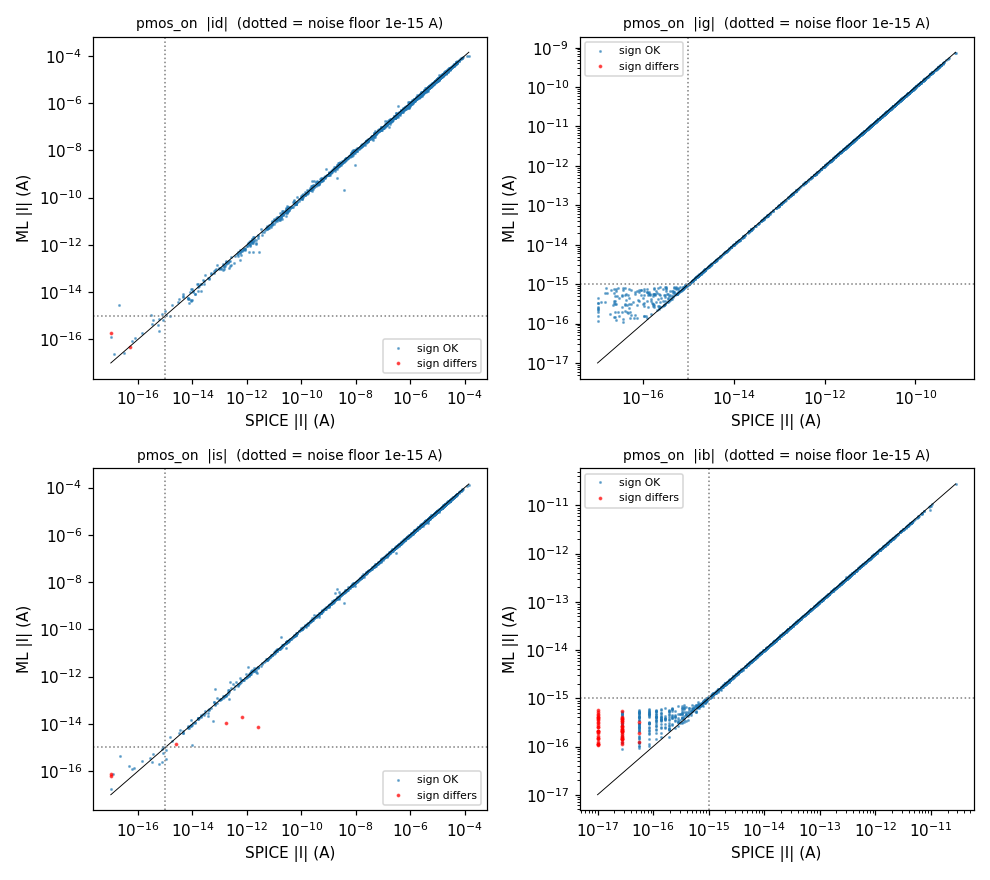 pmos_on |id| (dotted = noise floor 1e-15 A)
ML |I| (A)
10⁻⁴
10⁻⁶
10⁻⁸
10⁻¹⁰
10⁻¹²
10⁻¹⁴
10⁻¹⁶
sign OK
sign differs
10⁻¹⁶ 10⁻¹⁴ 10⁻¹² 10⁻¹⁰ 10⁻⁸ 10⁻⁶ 10⁻⁴
SPICE |I| (A)
pmos_on |ig| (dotted = noise floor 1e-15 A)
sign OK
sign differs
ML |I| (A)
10⁻⁹
10⁻¹⁰
10⁻¹¹
10⁻¹²
10⁻¹³
10⁻¹⁴
10⁻¹⁵
10⁻¹⁶
10⁻¹⁷
10⁻¹⁶ 10⁻¹⁴ 10⁻¹² 10⁻¹⁰
SPICE |I| (A)
pmos_on |is| (dotted = noise floor 1e-15 A)
ML |I| (A)
10⁻⁴
10⁻⁶
10⁻⁸
10⁻¹⁰
10⁻¹²
10⁻¹⁴
10⁻¹⁶
sign OK
sign differs
10⁻¹⁶ 10⁻¹⁴ 10⁻¹² 10⁻¹⁰ 10⁻⁸ 10⁻⁶ 10⁻⁴
SPICE |I| (A)
pmos_on |ib| (dotted = noise floor 1e-15 A)
sign OK
sign differs
ML |I| (A)
10⁻¹¹
10⁻¹²
10⁻¹³
10⁻¹⁴
10⁻¹⁵
10⁻¹⁶
10⁻¹⁷
10⁻¹⁷ 10⁻¹⁶ 10⁻¹⁵ 10⁻¹⁴ 10⁻¹³ 10⁻¹² 10⁻¹¹
SPICE |I| (A)